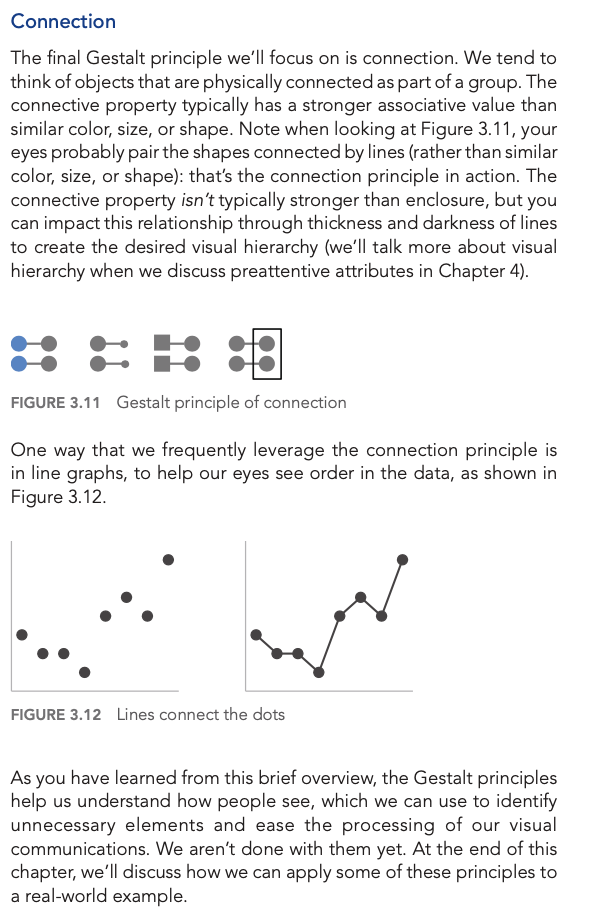 Connection
The final Gestalt principle we'll focus on is connection. We tend to
think of objects that are physically connected as part of a group. The
connective property typically has a stronger associative value than
similar color, size, or shape. Note when looking at Figure 3.11, your
eyes probably pair the shapes connected by lines (rather than similar
color, size, or shape): that's the connection principle in action. The
connective property isn't typically stronger than enclosure, but you
can impact this relationship through thickness and darkness of lines
to create the desired visual hierarchy (we'll talk more about visual
hierarchy when we discuss preattentive attributes in Chapter 4).
FIGURE 3.11 Gestalt principle of connection
One way that we frequently leverage the connection principle is
in line graphs, to help our eyes see order in the data, as shown in
Figure 3.12.
FIGURE 3.12 Lines connect the dots
As you have learned from this brief overview, the Gestalt principles
help us understand how people see, which we can use to identify
unnecessary elements and ease the processing of our visual
communications. We aren't done with them yet. At the end of this
chapter, we'll discuss how we can apply some of these principles to
a real-world example.